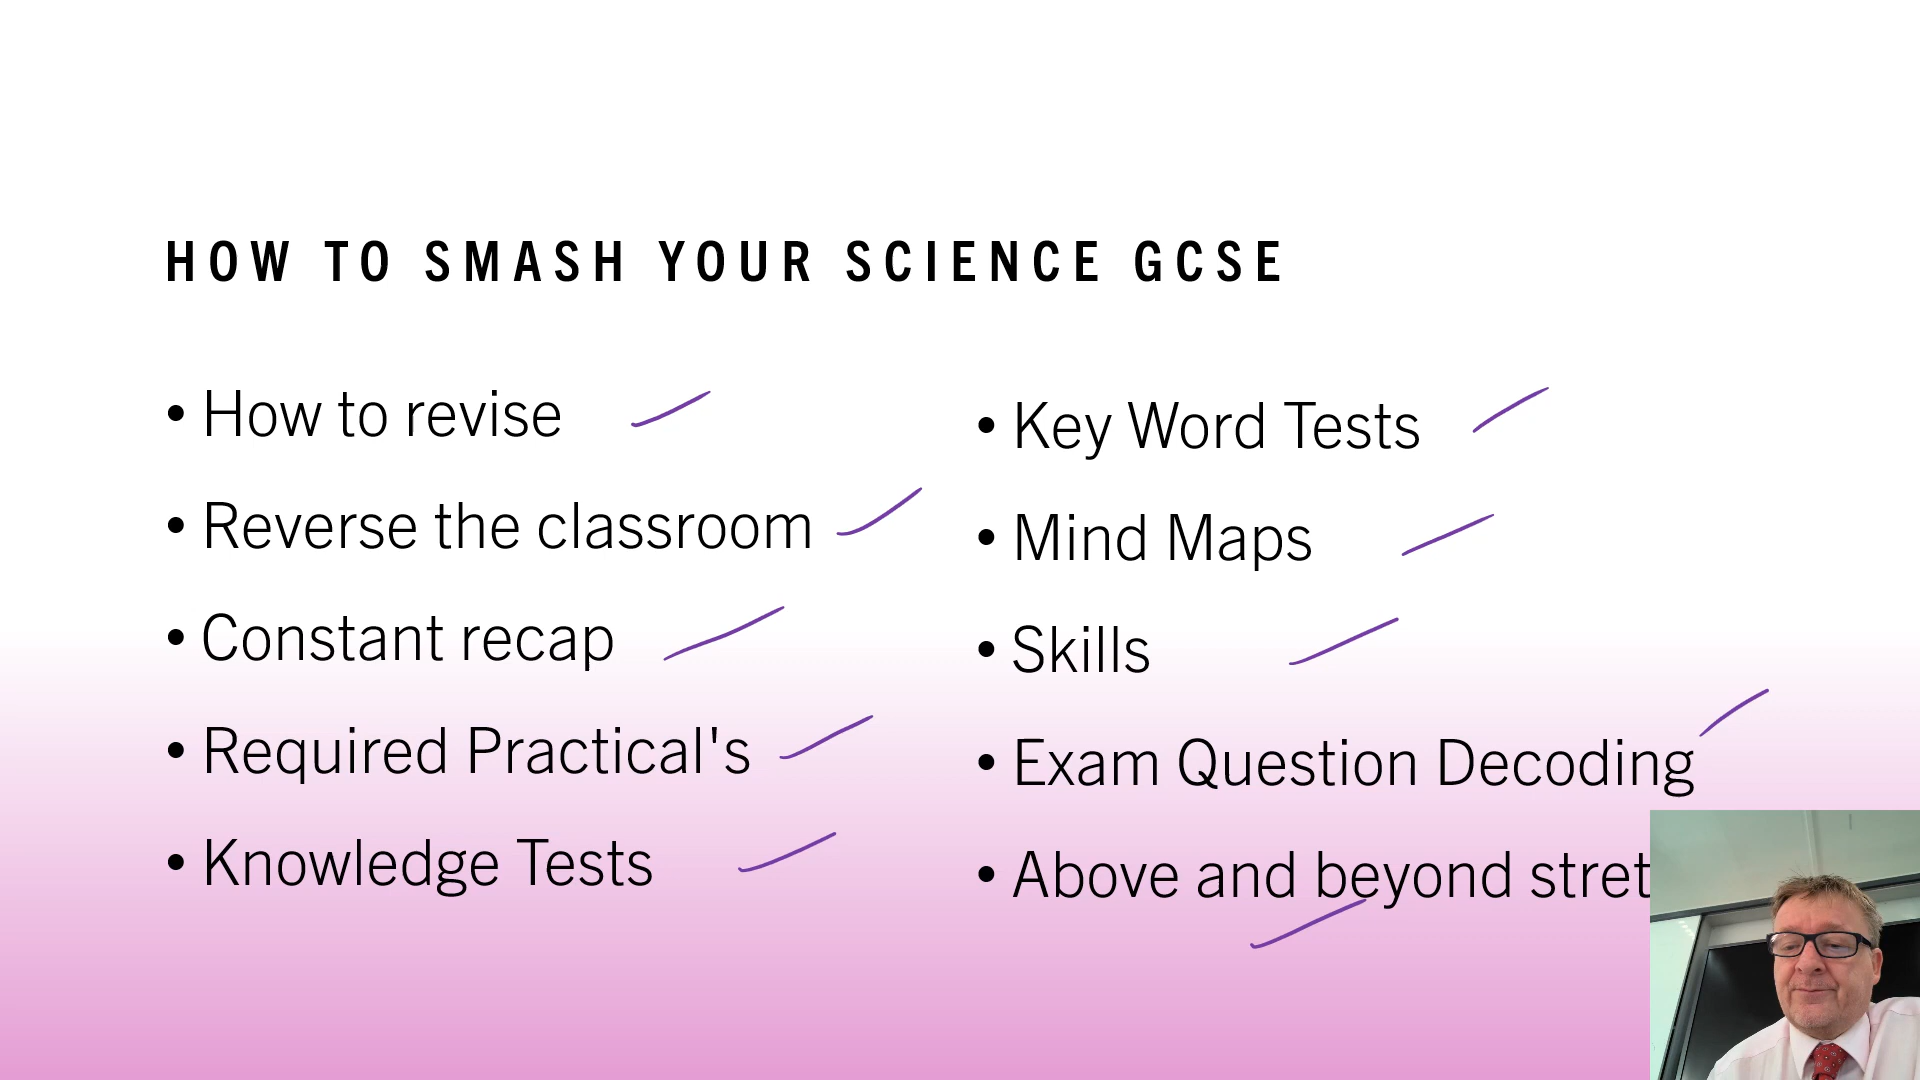 HOW TO SMASH YOUR SCIENCE GCSE
• How to revise
• Reverse the classroom
• Constant recap
• Required Practical's
• Knowledge Tests
• Key Word Tests
• Mind Maps
• Skills
• Exam Question Decoding
• Above and beyond stret